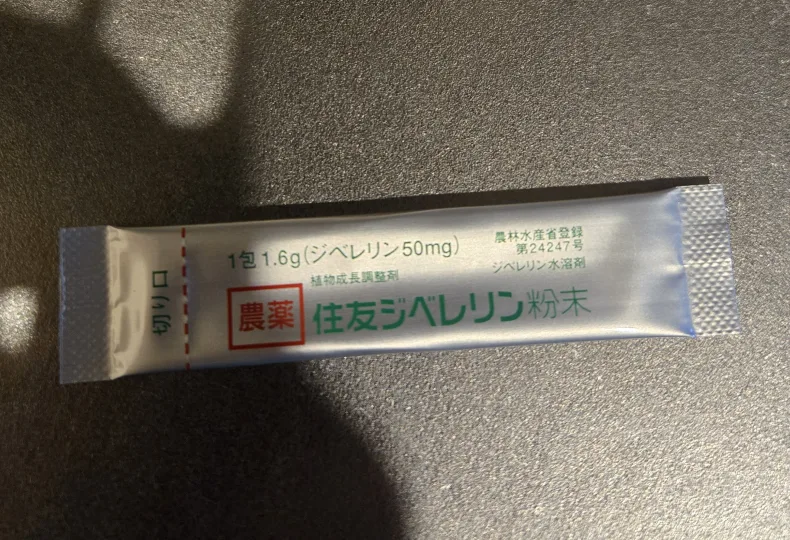 切り口
1包1.6g(ジベレリン50mg)
農林水産省登録
第24247号
植物成長調整剤
ジベレリン水溶剤
農薬
住友ジベレリン粉末